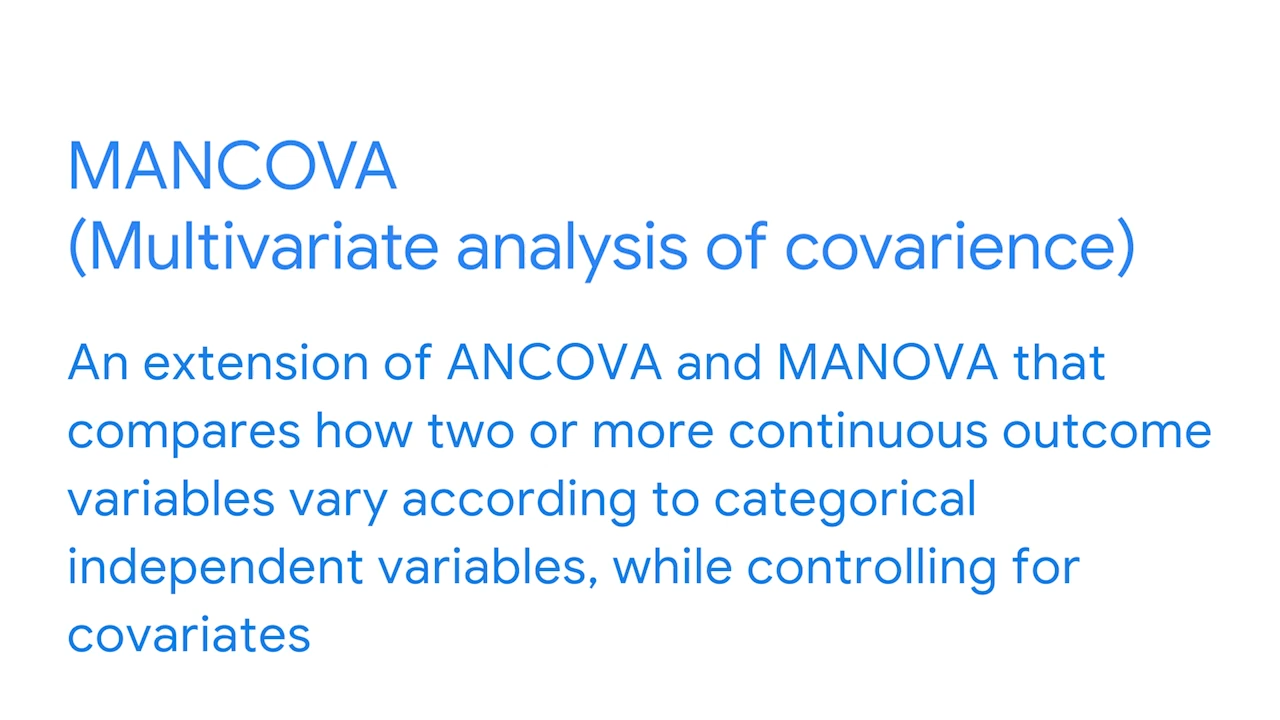 MANCOVA
(Multivariate analysis of covarience)
An extension of ANCOVA and MANOVA that
compares how two or more continuous outcome
variables vary according to categorical
independent variables, while controlling for
covariates